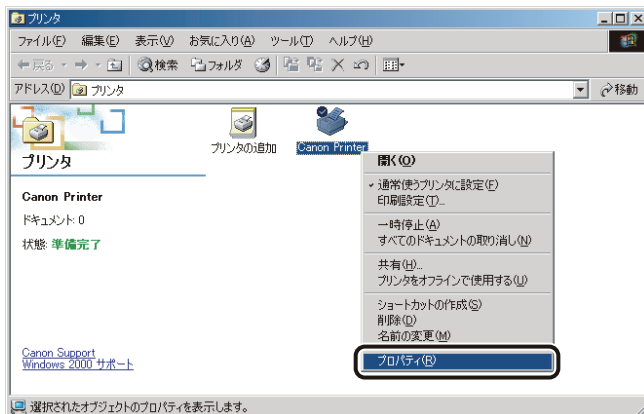 プリンタ
ファイル(F) 編集(E) 表示(V) お気に入り(A) ツール(T) ヘルプ(H)
戻る 検索 フォルダ
アドレス(D) プリンタ 移動
プリンタの追加 Canon Printer
プリンタ
Canon Printer
ドキュメント: 0
状態: 準備完了
Canon Support
Windows 2000 サポート
開く(O)
通常使うプリンタに設定(F)
印刷設定(T)...
一時停止(A)
すべてのドキュメントの取り消し(N)
共有(H)...
プリンタをオフラインで使用する(U)
ショートカットの作成(S)
削除(D)
名前の変更(M)
プロパティ(R)
選択されたオブジェクトのプロパティを表示します。